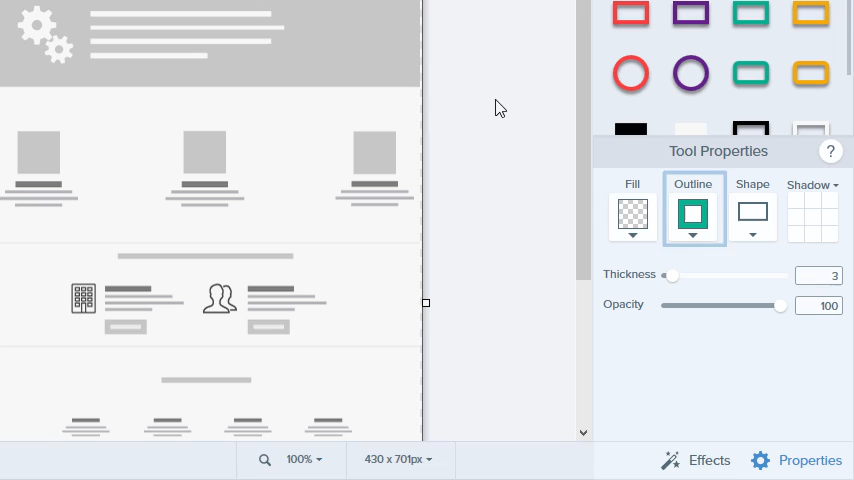 Tool Properties
?
Fill
Outline
Shape
Shadow
Thickness
3
Opacity
100
100%
430 x 701px
Effects
Properties